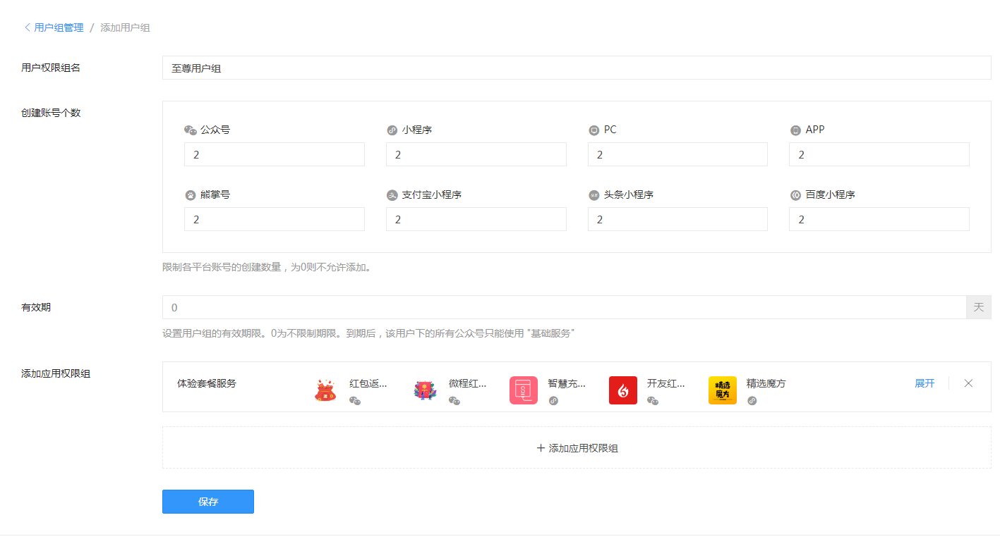 用户组管理 / 添加用户组
用户权限组名
至尊用户组
创建账号个数
公众号 小程序 PC APP
2 2 2 2
熊掌号 支付宝小程序 头条小程序 百度小程序
2 2 2 2
限制各平台账号的创建数量，为0则不允许添加。
有效期
0 天
设置用户组的有效期限。0为不限制期限。到期后，该用户下的所有公众号只能使用 "基础服务"
添加应用权限组
体验套餐服务 红包返... 微程红... 智慧充... 开友红... 精选 魔方 精选魔方 展开
+ 添加应用权限组
保存